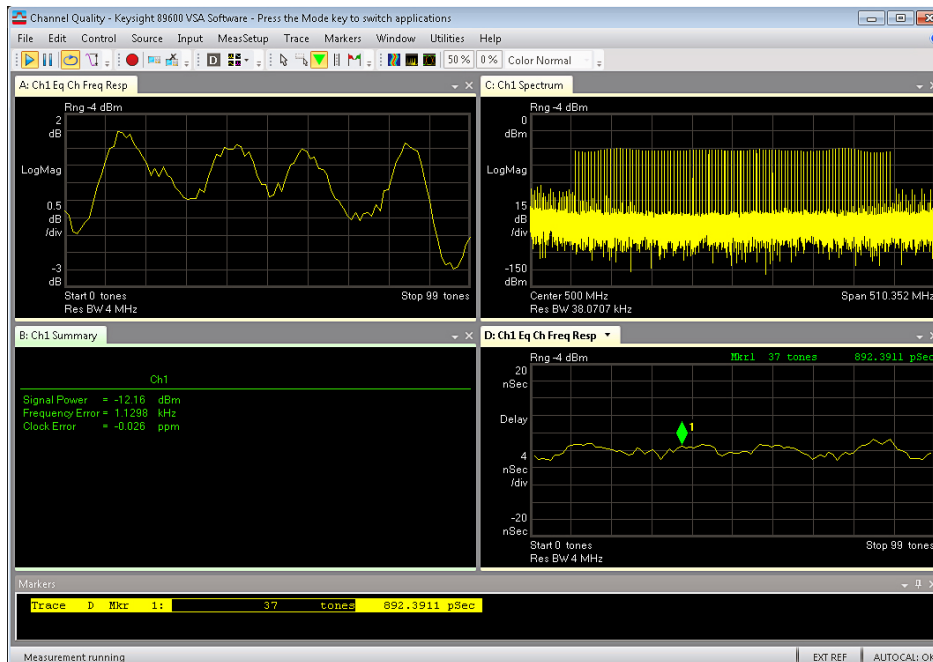 Channel Quality - Keysight 89600 VSA Software - Press the Mode key to switch applications
File Edit Control Source Input MeasSetup Trace Markers Window Utilities Help
D 50 % 0 % Color Normal
A: Ch1 Eq Ch Freq Resp
Rng -4 dBm
2
dB
LogMag
0.5
dB
/div
-3
dB
Start 0 tones Stop 99 tones
Res BW 4 MHz
C: Ch1 Spectrum
Rng -4 dBm
0
dBm
LogMag
15
dB
/div
-150
dBm
Center 500 MHz Span 510.352 MHz
Res BW 38.0707 kHz
B: Ch1 Summary
Ch1
Signal Power = -12.16 dBm
Frequency Error = 1.1298 kHz
Clock Error = -0.026 ppm
D: Ch1 Eq Ch Freq Resp
Rng -4 dBm Mkr1 37 tones 892.3911 pSec
20
nSec
Delay
1
4
nSec
/div
-20
nSec
Start 0 tones Stop 99 tones
Res BW 4 MHz
Markers
Trace D Mkr 1: 37 tones 892.3911 pSec
Measurement running EXT REF AUTOCAL: OK